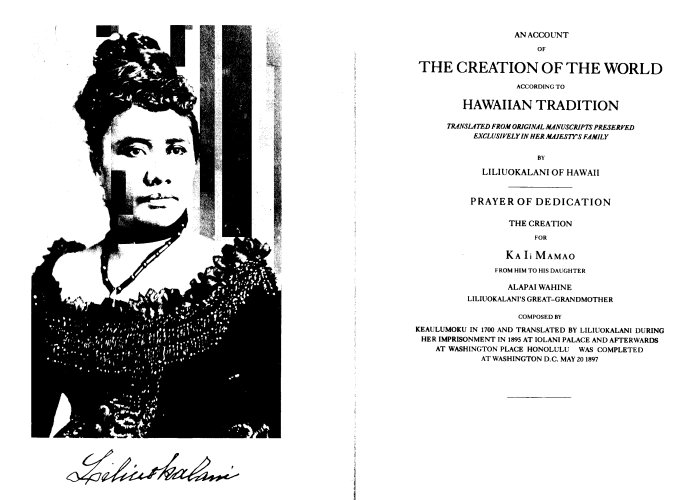 Liliuokalani
AN ACCOUNT
OF
THE CREATION OF THE WORLD
ACCORDING TO
HAWAIIAN TRADITION
TRANSLATED FROM ORIGINAL MANUSCRIPTS PRESERVED
EXCLUSIVELY IN HER MAJESTY'S FAMILY
BY
LILIUOKALANI OF HAWAII
PRAYER OF DEDICATION
THE CREATION
FOR
KA II MAMAO
FROM HIM TO HIS DAUGHTER
ALAPAI WAHINE
LILIUOKALANI'S GREAT-GRANDMOTHER
COMPOSED BY
KEAULUMOKU IN 1700 AND TRANSLATED BY LILIUOKALANI DURING
HER IMPRISONMENT IN 1895 AT IOLANI PALACE AND AFTERWARDS
AT WASHINGTON PLACE HONOLULU WAS COMPLETED
AT WASHINGTON D.C. MAY 20 1897